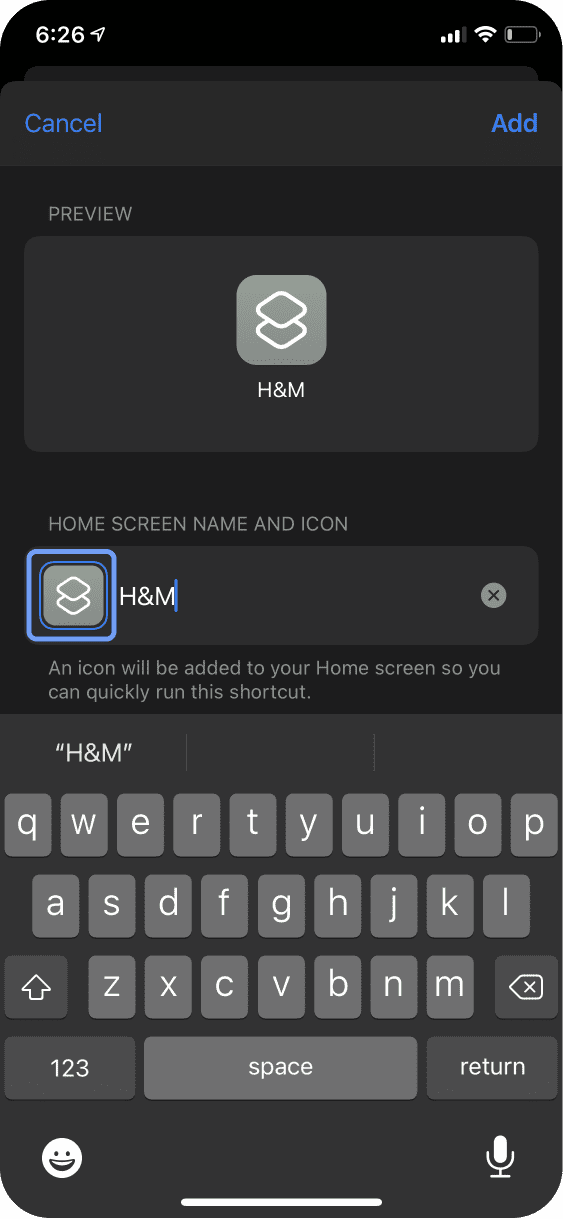 6:26
Cancel
Add
PREVIEW
H&M
HOME SCREEN NAME AND ICON
H&M
An icon will be added to your Home screen so you
can quickly run this shortcut.
“H&M”
q w e r t y u i o p
a s d f g h j k l
z x c v b n m
123 space return